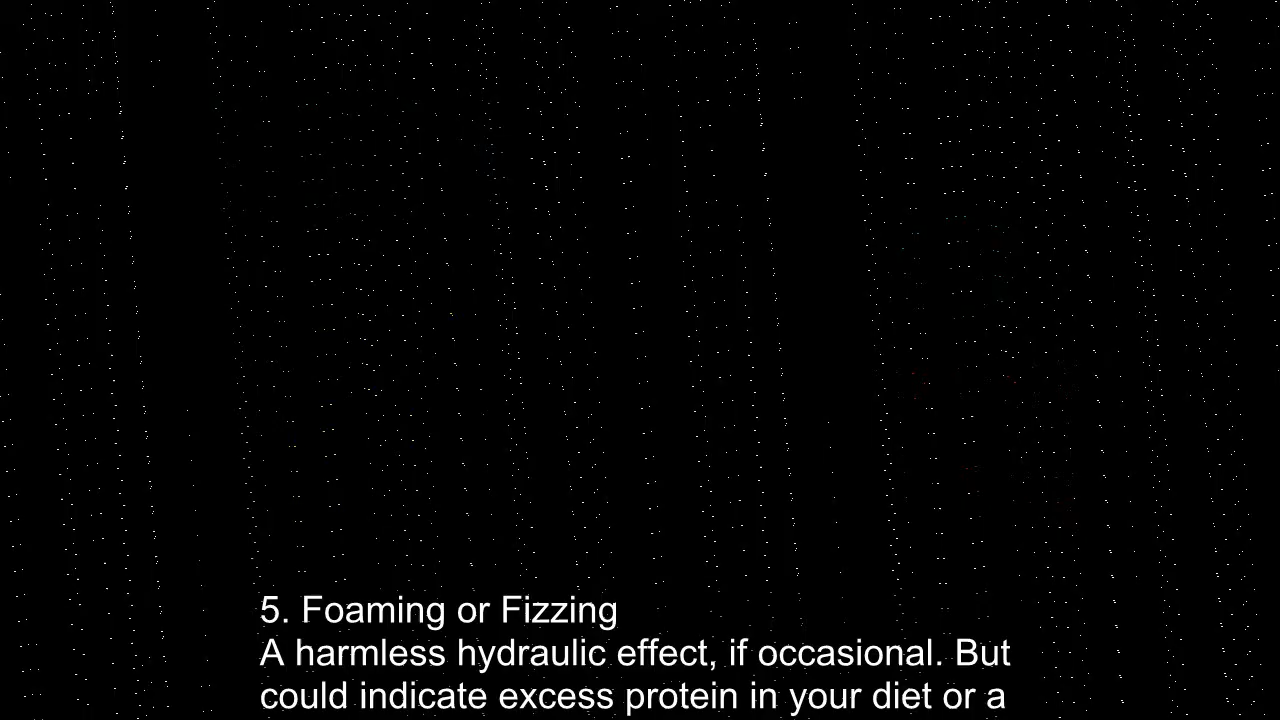 5. Foaming or Fizzing
A harmless hydraulic effect, if occasional. But
could indicate excess protein in your diet or a